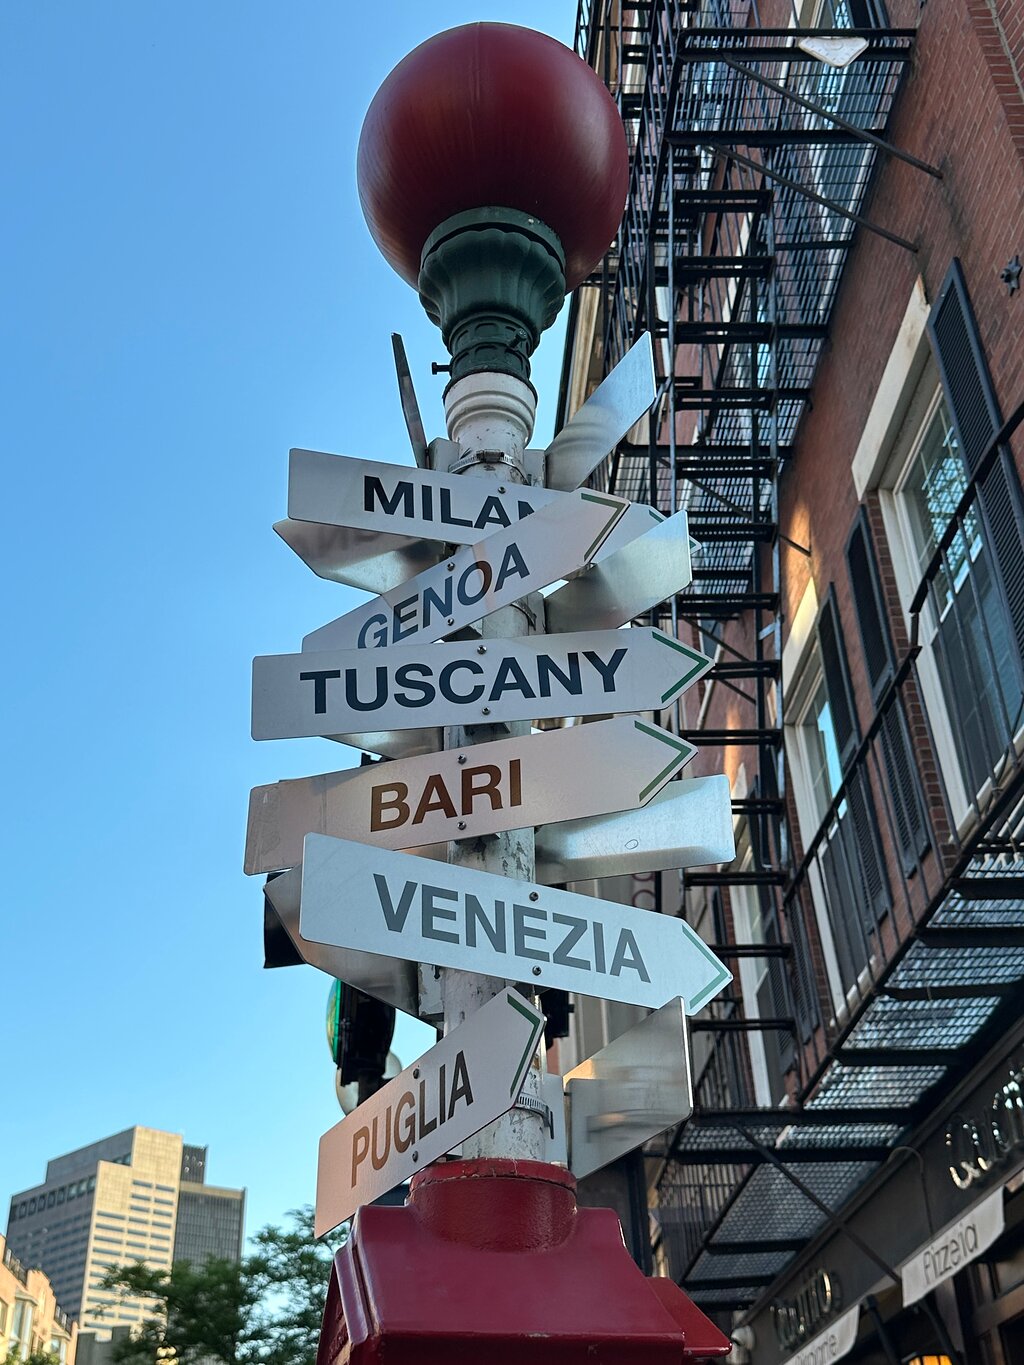 MILAN
GENOA
TUSCANY
BARI
VENEZIA
PUGLIA
Pizzeria